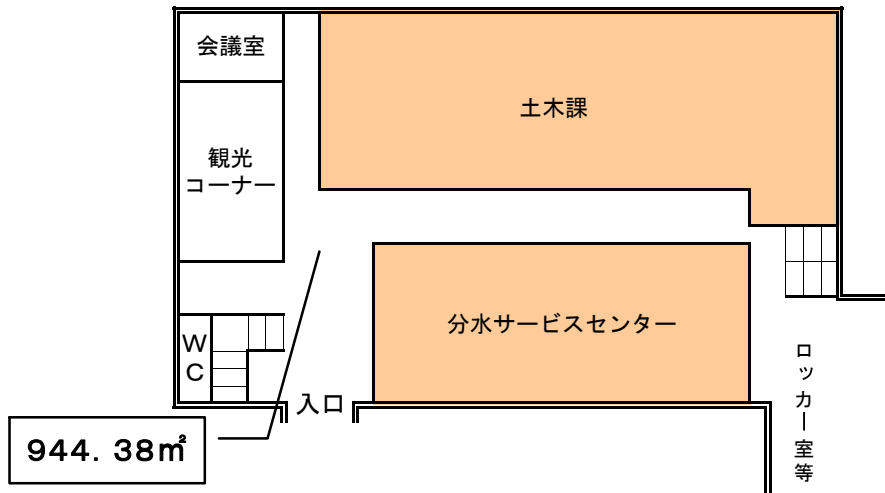 会議室
土木課
観光
コーナー
分水サービスセンター
WC
入口
ロッカー室等
944．38㎡